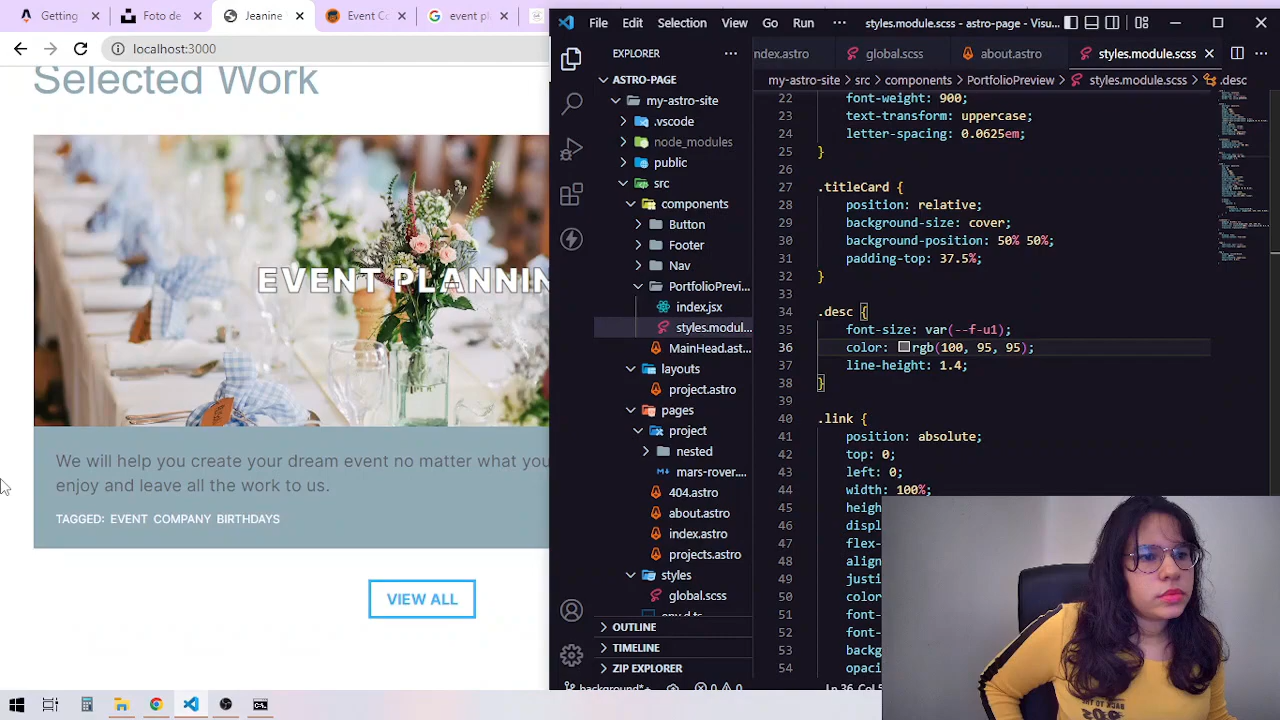 Getting
Foto de
Astronaire
Event Co
event pl
localhost:3000
Selected Work
EVENT PLANNIN
We will help you create your dream event no matter what you
enjoy and leave all the work to us.
TAGGED: EVENT COMPANY BIRTHDAYS
VIEW ALL
File Edit Selection View Go Run ··· styles.module.scss - astro-page - Visu...
EXPLORER ···
ASTRO-PAGE
my-astro-site
.vscode
node_modules
public
src
components
Button
Footer
Nav
PortfolioPrevi...
index.jsx
styles.modul...
MainHead.ast...
layouts
project.astro
pages
project
nested
mars-rover....
404.astro
about.astro
index.astro
projects.astro
styles
global.scss
OUTLINE
TIMELINE
ZIP EXPLORER
ndex.astro global.scss about.astro styles.module.scss
my-astro-site > src > components > PortfolioPreview > styles.module.scss > .desc
22 font-weight: 900;
23 text-transform: uppercase;
24 letter-spacing: 0.0625em;
25 }
26
27 .titleCard {
28 position: relative;
29 background-size: cover;
30 background-position: 50% 50%;
31 padding-top: 37.5%;
32 }
33
34 .desc {
35 font-size: var(--f-u1);
36 color: rgb(100, 95, 95);
37 line-height: 1.4;
38 }
39
40 .link {
41 position: absolute;
42 top: 0;
43 left: 0;
44 width: 100%;
45 heigh
46 displ
47 flex-
48 alig
49 justi
50 color
51 font-
52 font-
53 backg
54 opaci
background* 0 0